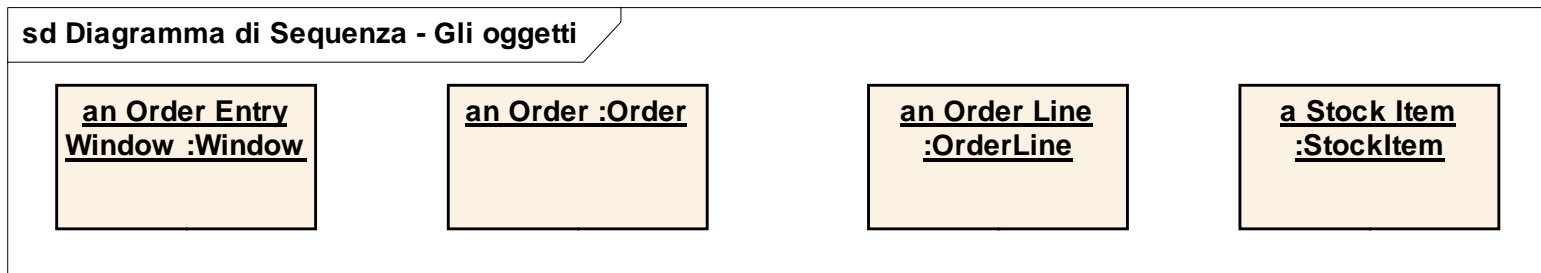 sd Diagramma di Sequenza - Gli oggetti
an Order Entry
Window :Window
an Order :Order
an Order Line
:OrderLine
a Stock Item
:StockItem